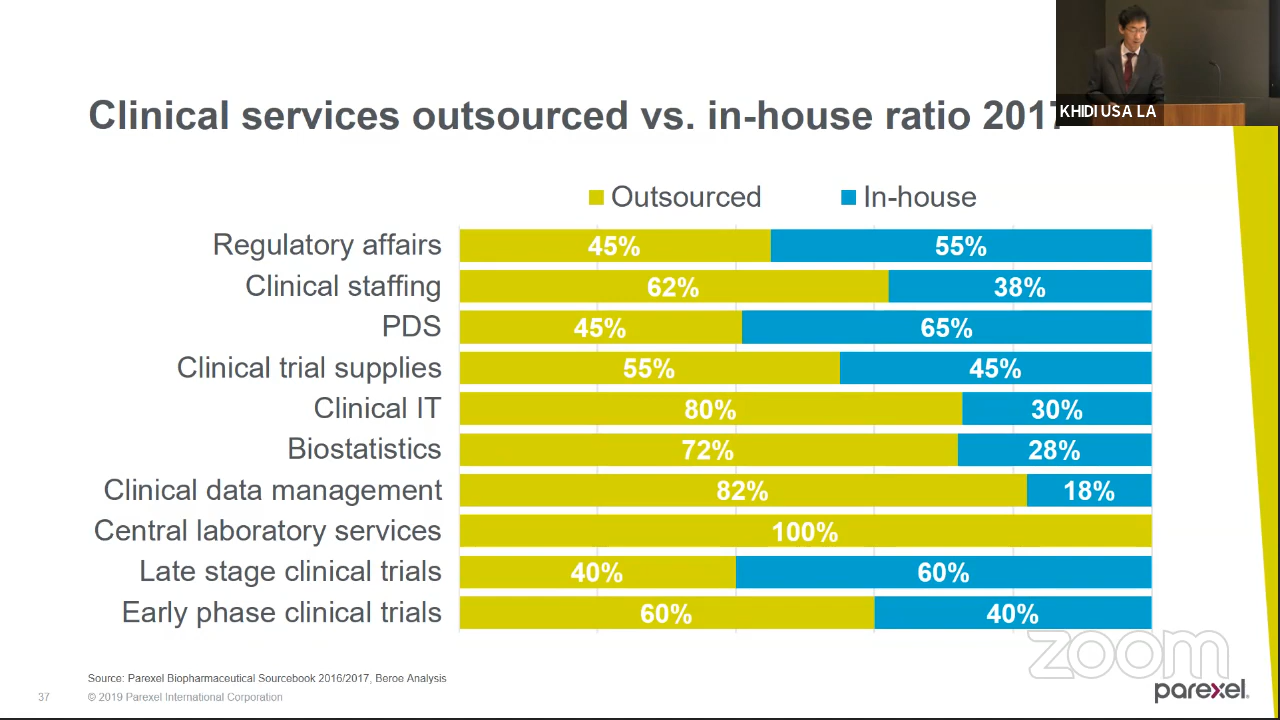 KHIDI USA LA
Clinical services outsourced vs. in-house ratio 2017
Outsourced In-house
Regulatory affairs 45% 55%
Clinical staffing 62% 38%
PDS 45% 65%
Clinical trial supplies 55% 45%
Clinical IT 80% 30%
Biostatistics 72% 28%
Clinical data management 82% 18%
Central laboratory services 100%
Late stage clinical trials 40% 60%
Early phase clinical trials 60% 40%
zoom
Source: Parexel Biopharmaceutical Sourcebook 2016/2017, Beroe Analysis
37 © 2019 Parexel International Corporation
parexel.